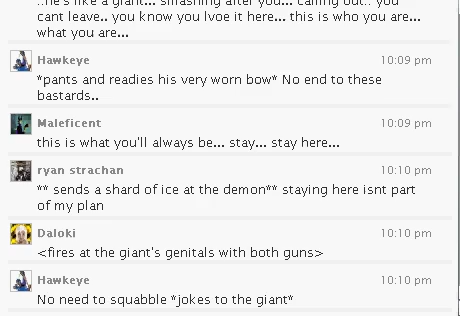 ..he's like a giant... smashing after you... calling out.. you
cant leave.. you know you lvoe it here... this is who you are...
what you are...
Hawkeye 10:09 pm
*pants and readies his very worn bow* No end to these
bastards..
Maleficent 10:09 pm
this is what you'll always be... stay... stay here...
ryan strachan 10:10 pm
** sends a shard of ice at the demon** staying here isnt part
of my plan
Daloki 10:10 pm
<fires at the giant's genitals with both guns>
Hawkeye 10:10 pm
No need to squabble *jokes to the giant*